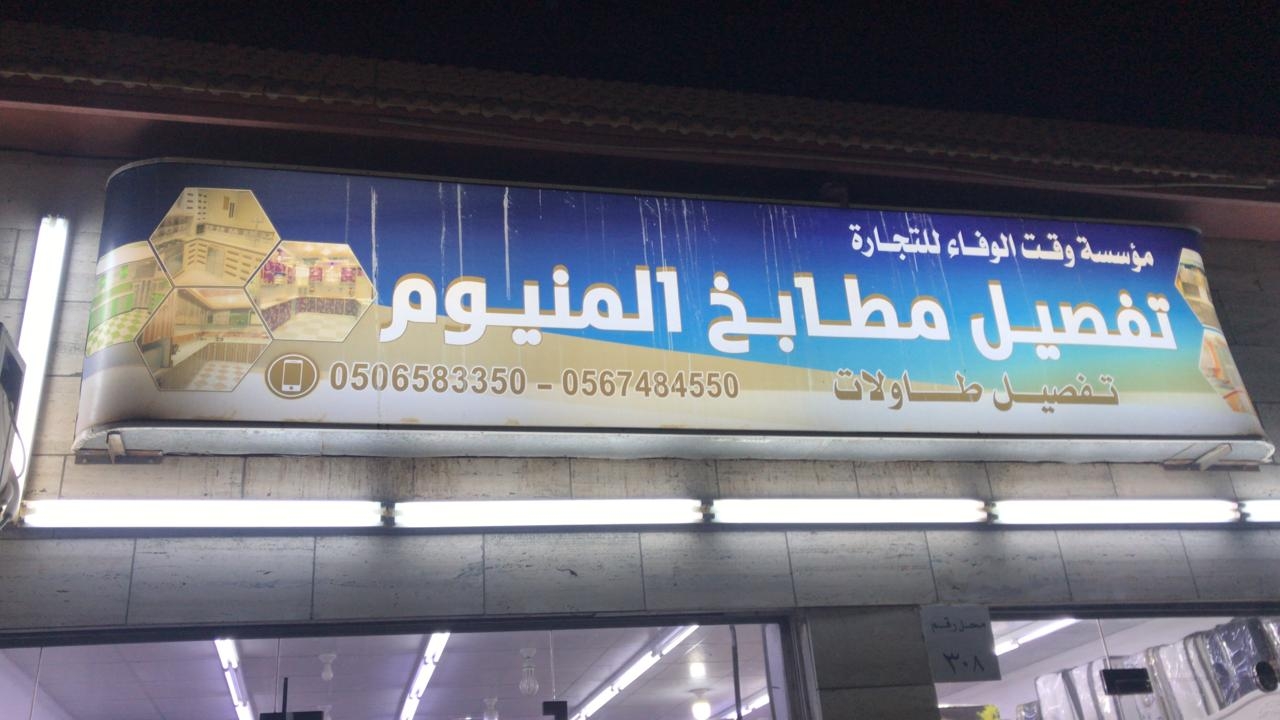 مؤسسة وقت الوفاء للتجارة
تفصيل مطابخ المنيوم
تفصيل طاولات
0506583350 – 0567484550
محل رقم
٣٠٨